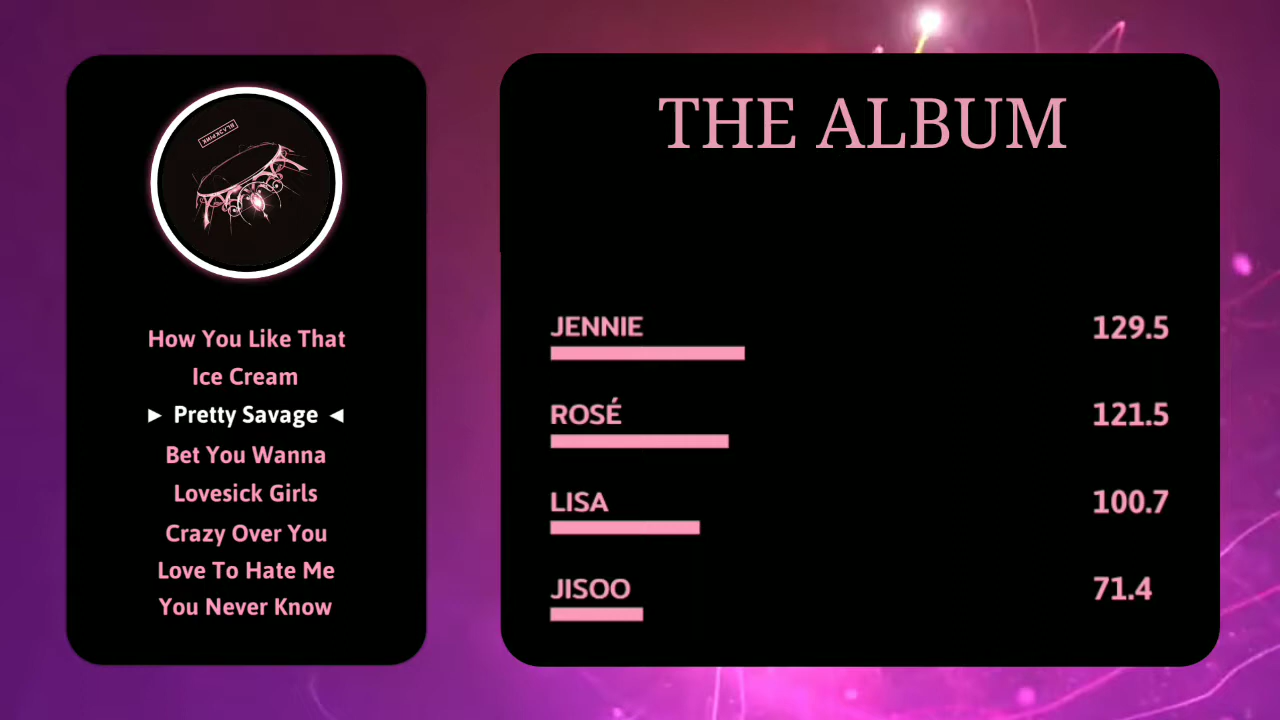 BLACKPINK
How You Like That
Ice Cream
► Pretty Savage ◄
Bet You Wanna
Lovesick Girls
Crazy Over You
Love To Hate Me
You Never Know
THE ALBUM
JENNIE 129.5
ROSÉ 121.5
LISA 100.7
JISOO 71.4